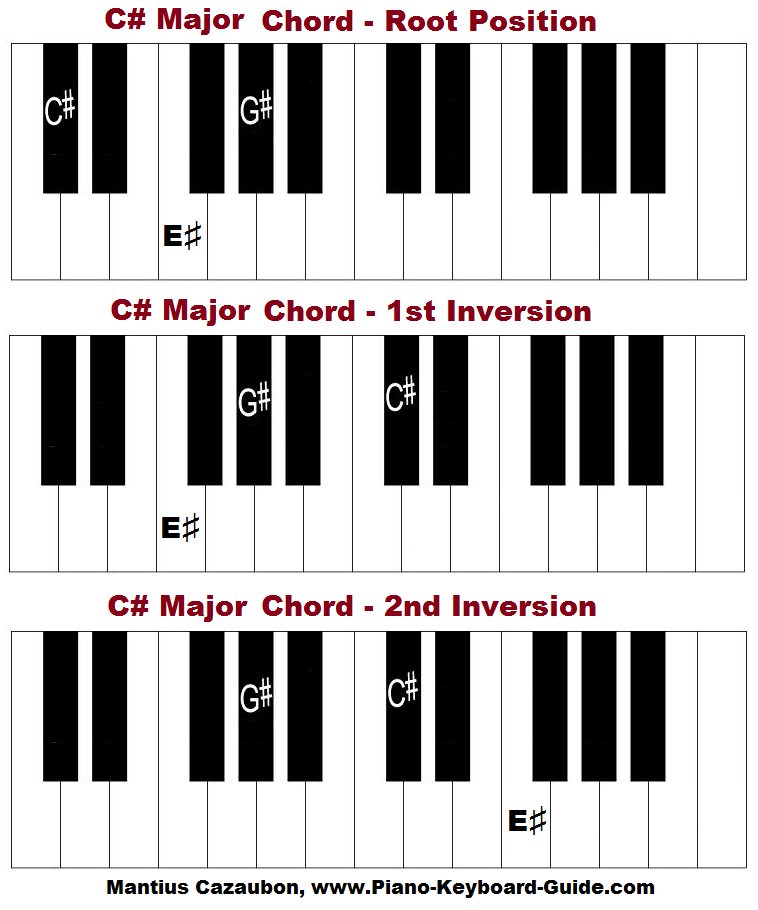 C# Major Chord - Root Position
C# G#
E♯
C# Major Chord - 1st Inversion
G# C#
E♯
C# Major Chord - 2nd Inversion
G# C#
E♯
Mantius Cazaubon, www.Piano-Keyboard-Guide.com